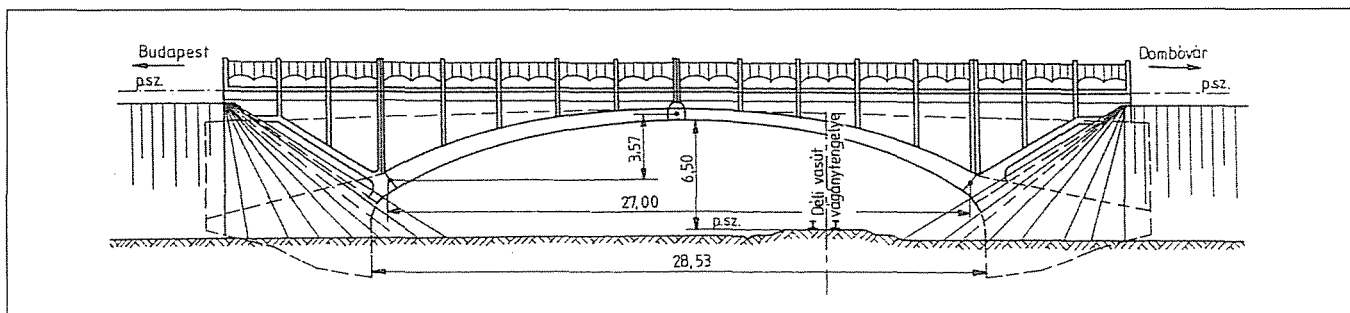 Budapest
p.sz.
Dombóvár
p.sz.
3,57
6,50
Déli vasút
vágánytengelye
27,00
p.sz.
28,53